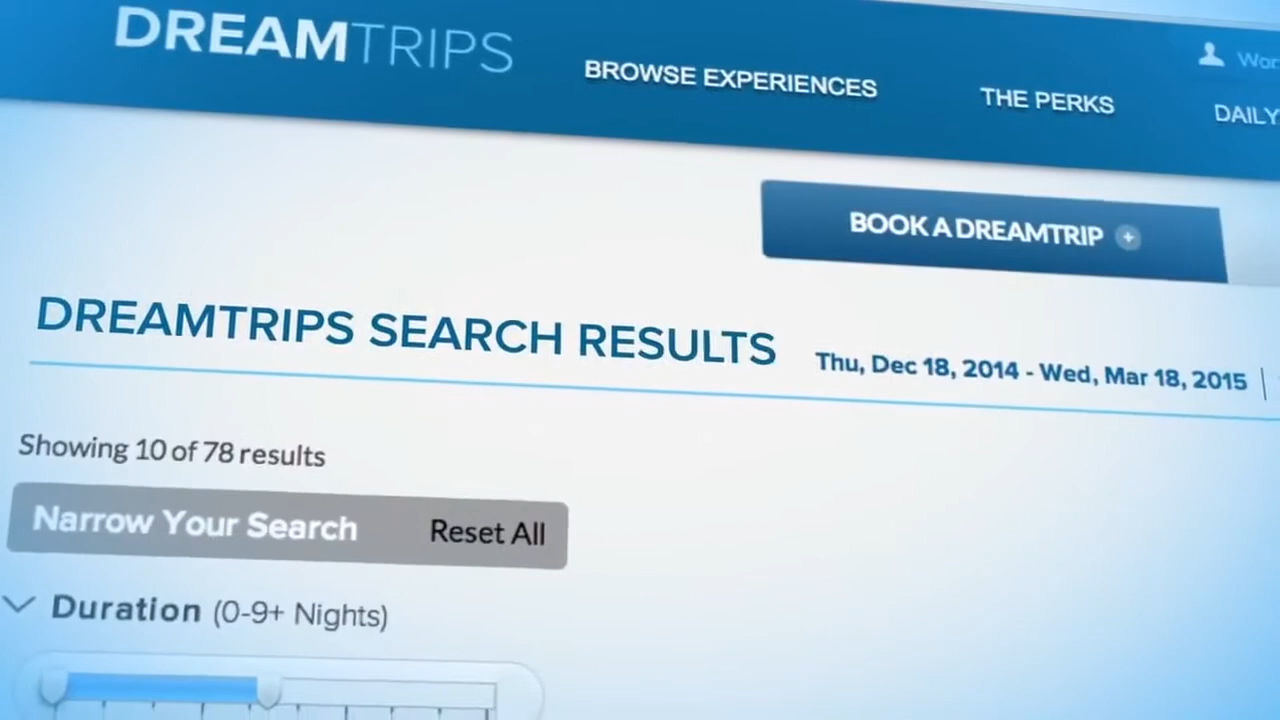 DREAMTRIPS
BROWSE EXPERIENCES
THE PERKS
DAILY
BOOK A DREAMTRIP
DREAMTRIPS SEARCH RESULTS
Thu, Dec 18, 2014 - Wed, Mar 18, 2015
Showing 10 of 78 results
Narrow Your Search
Reset All
Duration (0-9+ Nights)